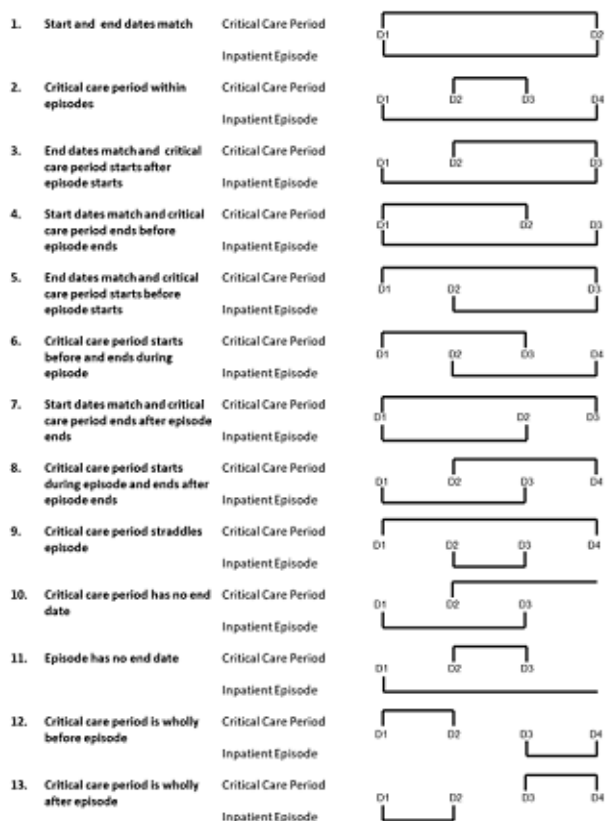 1. Start and end dates match Critical Care Period
D1 D2
Inpatient Episode
2. Critical care period within Critical Care Period
episodes
D1 D2 D3 D4
Inpatient Episode
3. End dates match and critical Critical Care Period
care period starts after
D1 D2 D3
episode starts Inpatient Episode
4. Start dates match and critical Critical Care Period
care period ends before
D1 D2 D3
episode ends Inpatient Episode
5. End dates match and critical Critical Care Period
care period starts before
D1 D2 D3
episode starts Inpatient Episode
6. Critical care period starts Critical Care Period
before and ends during
D1 D2 D3 D4
episode Inpatient Episode
7. Start dates match and critical Critical Care Period
care period ends after episode
D1 D2 D3
ends Inpatient Episode
8. Critical care period starts Critical Care Period
during episode and ends after
D1 D2 D3 D4
episode ends Inpatient Episode
9. Critical care period straddles Critical Care Period
episode
D1 D2 D3 D4
Inpatient Episode
10. Critical care period has no end Critical Care Period
date
D1 D2 D3
Inpatient Episode
11. Episode has no end date Critical Care Period
D1 D2 D3
Inpatient Episode
12. Critical care period is wholly Critical Care Period
before episode
D1 D2 D3 D4
Inpatient Episode
13. Critical care period is wholly Critical Care Period
after episode
D1 D2 D3 D4
Inpatient Episode